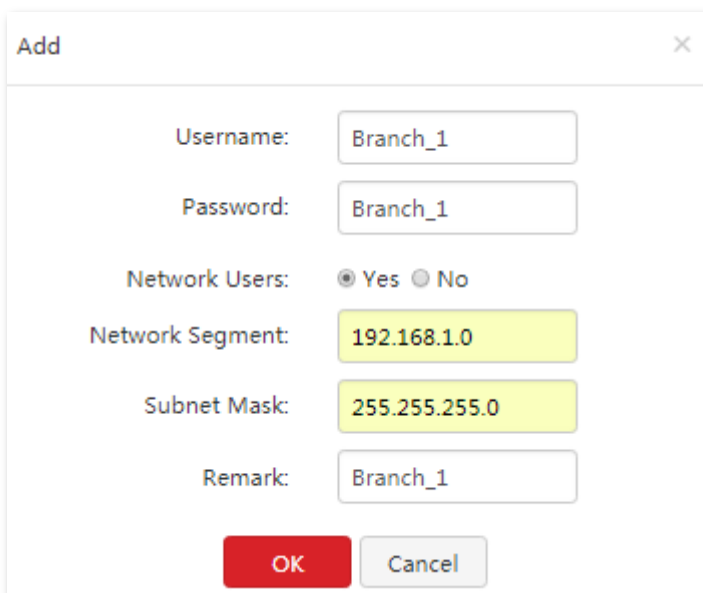 Add
Username: Branch_1
Password: Branch_1
Network Users: Yes No
Network Segment: 192.168.1.0
Subnet Mask: 255.255.255.0
Remark: Branch_1
OK Cancel